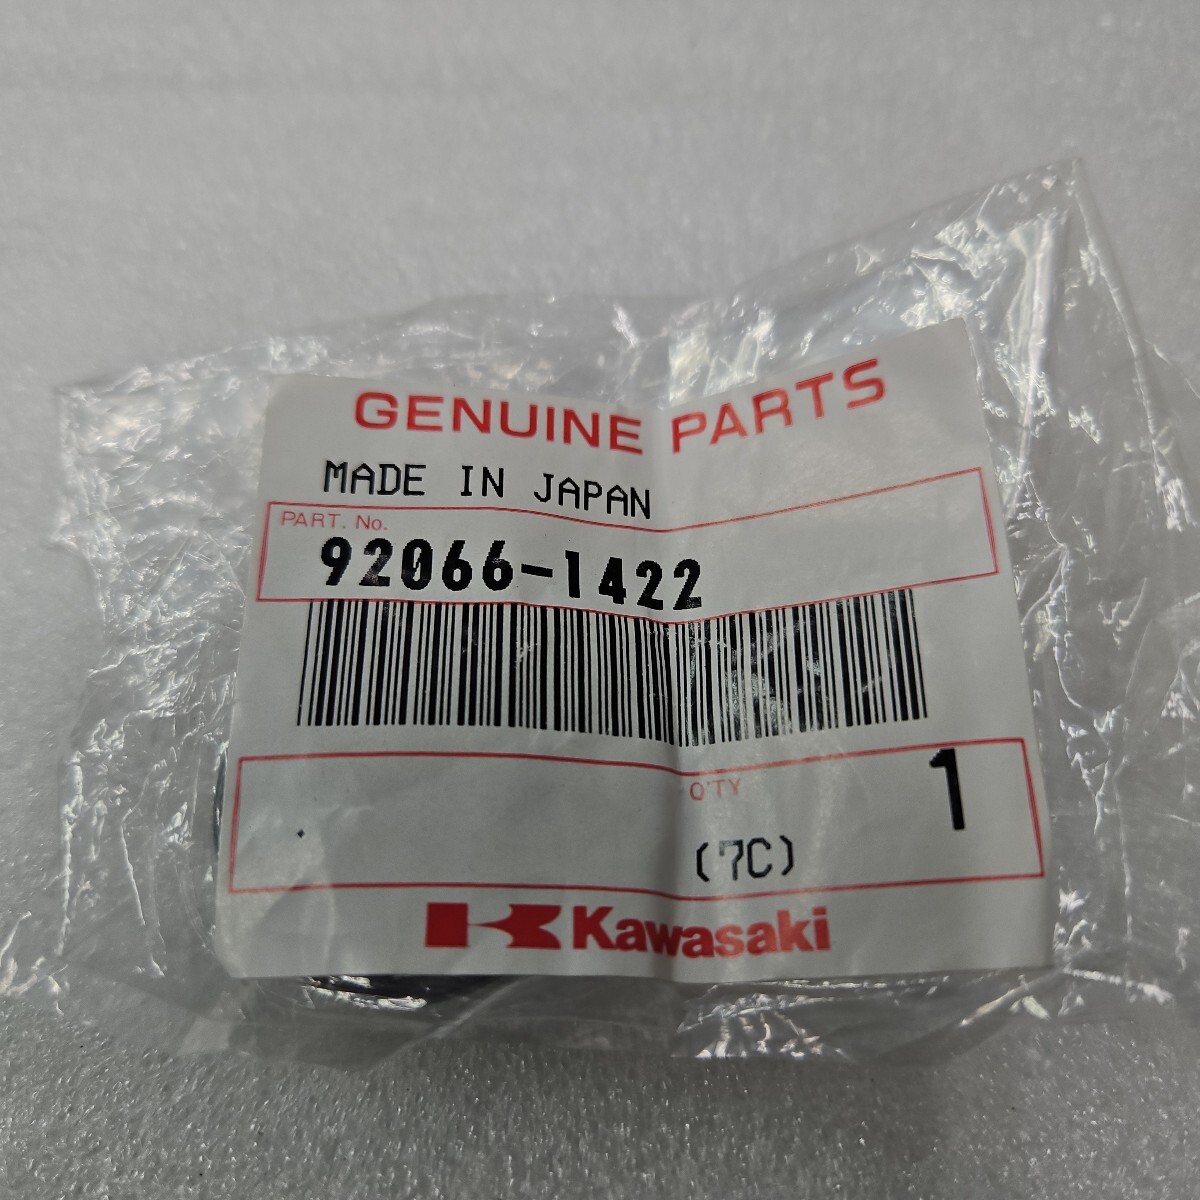 GENUINE PARTS
MADE IN JAPAN
PART. No.
92066-1422
Q'TY
1
(7C)
Kawasaki